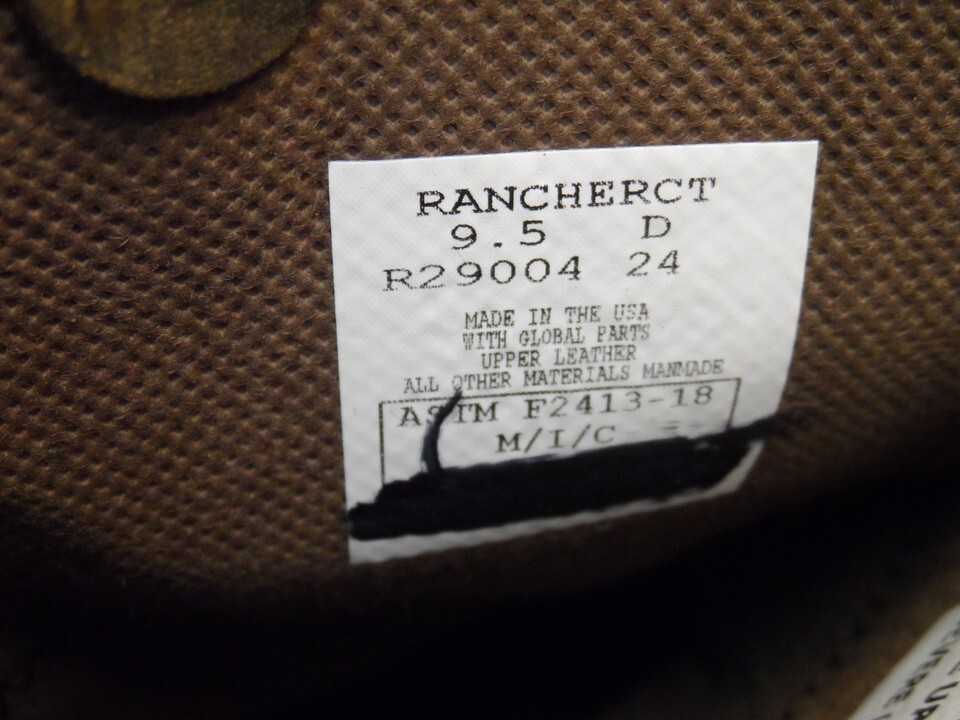 RANCHERCT
9.5 D
R29004 24
MADE IN THE USA
WITH GLOBAL PARTS
UPPER LEATHER
ALL OTHER MATERIALS MANMADE
ASTM F2413-18
M/I/C